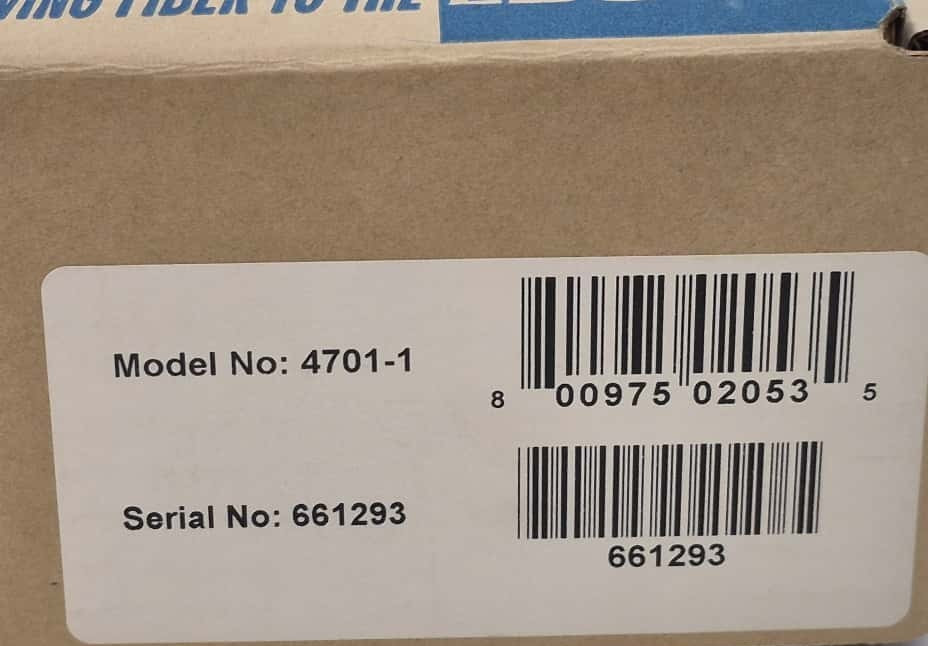 FIBER TO THE
Model No: 4701-1
8 00975 02053 5
Serial No: 661293
661293